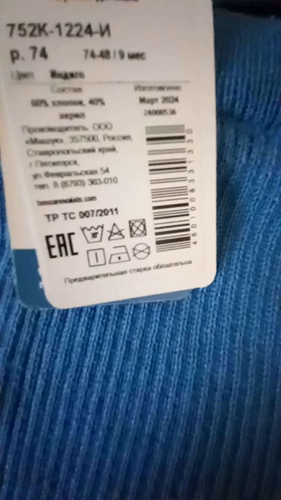 752К-1224-И
р. 74 74-48 / 9 мес
Цвет Индиго
Состав Изготовлено
60% хлопок, 40% Март 2024
акрил
Производитель: ООО
«Машук», 357500, Россия,
Ставропольский край,
г. Пятигорск,
ул.Февральская 54
тел. 8 (8793) 363-010
ТР ТС 007/2011
ЕАС
Предварительная стирка обязательна